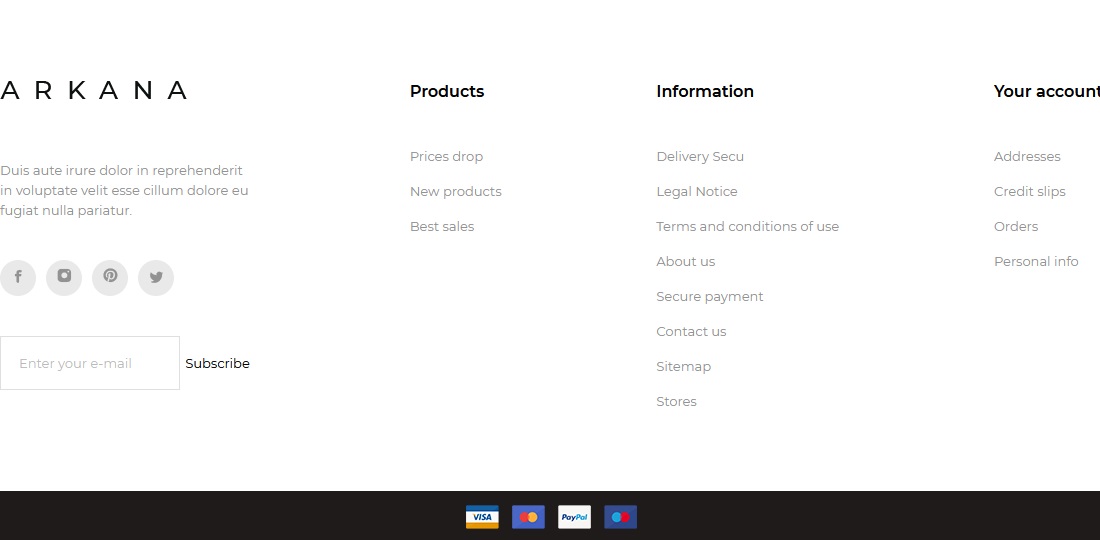 ARKANA
Duis aute irure dolor in reprehenderit
in voluptate velit esse cillum dolore eu
fugiat nulla pariatur.
Enter your e-mail
Subscribe
Products
Prices drop
New products
Best sales
Information
Delivery Secu
Legal Notice
Terms and conditions of use
About us
Secure payment
Contact us
Sitemap
Stores
Your account
Addresses
Credit slips
Orders
Personal info
VISA
PayPal